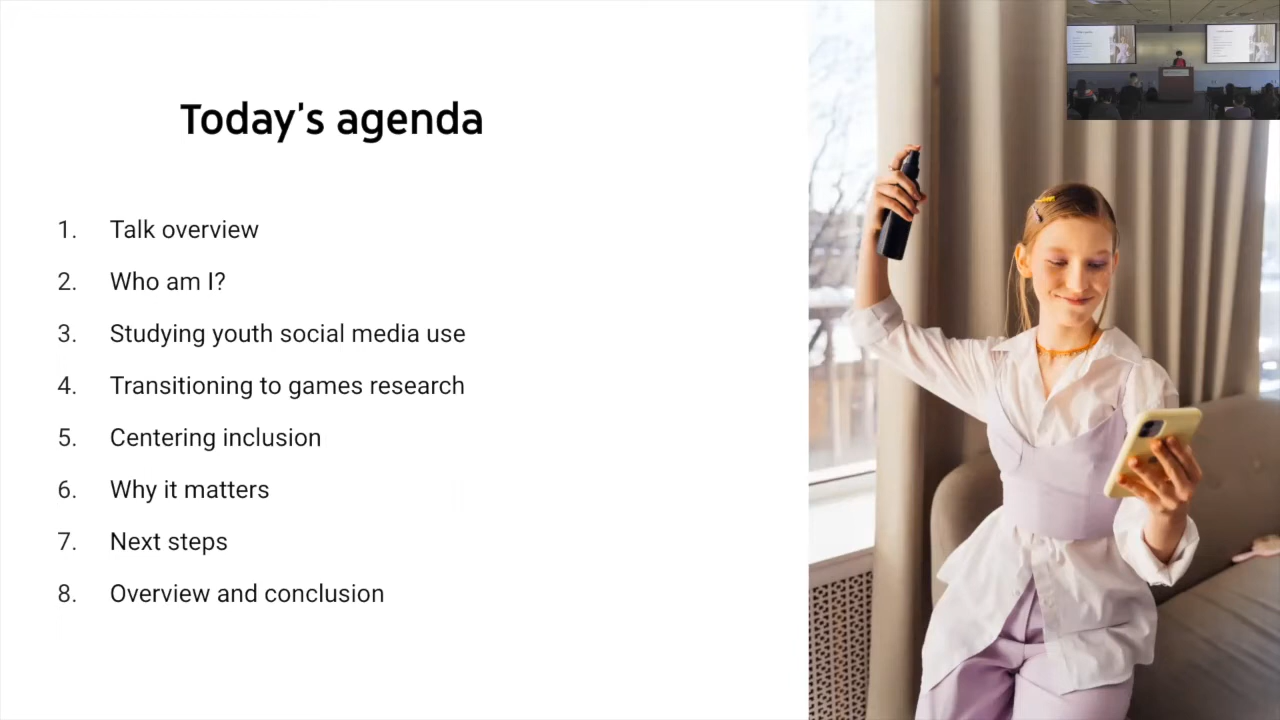 Today's agenda
1. Talk overview
2. Who am I?
3. Studying youth social media use
4. Transitioning to games research
5. Centering inclusion
6. Why it matters
7. Next steps
8. Overview and conclusion